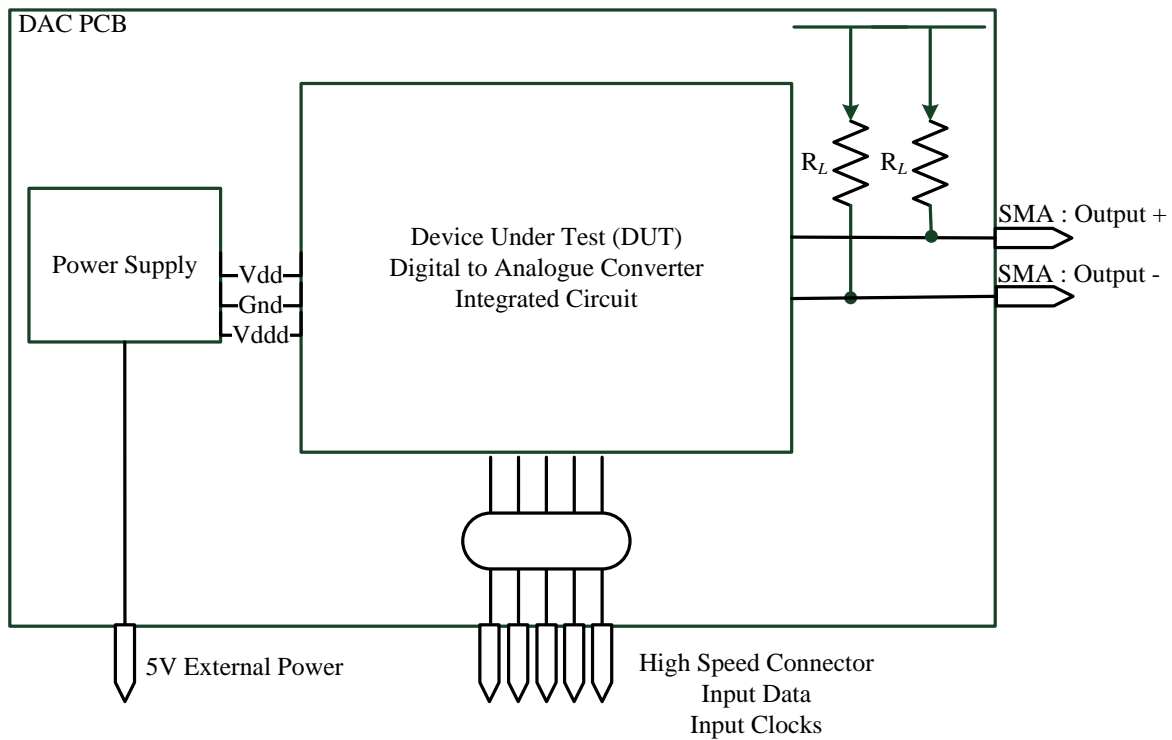 DAC PCB
R_L
R_L
SMA : Output +
SMA : Output -
Power Supply
Vdd
Gnd
Vddd
Device Under Test (DUT)
Digital to Analogue Converter
Integrated Circuit
5V External Power
High Speed Connector
Input Data
Input Clocks